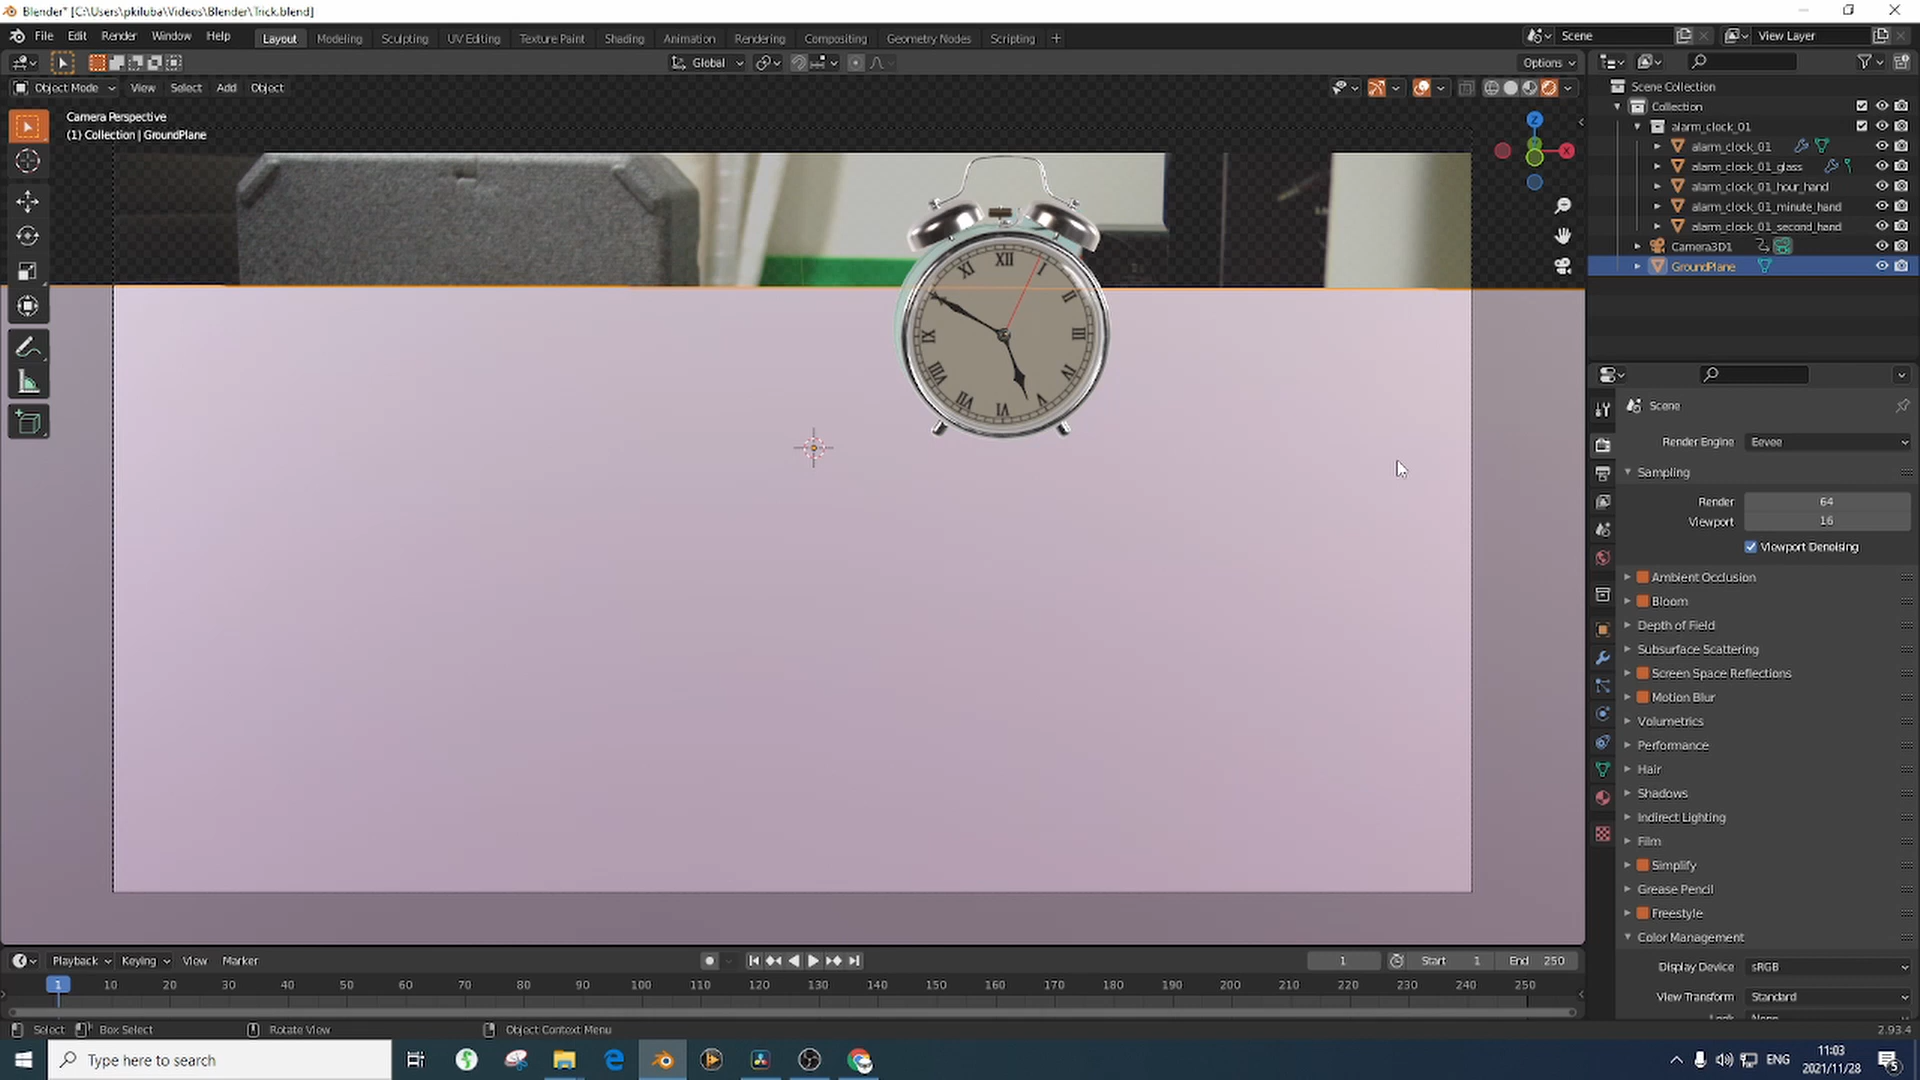 Blender* [C:\Users\pkiluba\Videos\Blender\Trick.blend]
File Edit Render Window Help Layout Modeling Sculpting UV Editing Texture Paint Shading Animation Rendering Compositing Geometry Nodes Scripting + Scene View Layer
Global Options
Object Mode View Select Add Object
Camera Perspective
(1) Collection | GroundPlane
Z
X
XII
I
II
III
IV
V
VI
VII
VIII
IX
XI
Scene Collection
Collection
alarm_clock_01
alarm_clock_01
alarm_clock_01_glass
alarm_clock_01_hour_hand
alarm_clock_01_minute_hand
alarm_clock_01_second_hand
Camera3D1
GroundPlane
Scene
Render Engine Eevee
Sampling
Render 64
Viewport 16
Viewport Denoising
Ambient Occlusion
Bloom
Depth of Field
Subsurface Scattering
Screen Space Reflections
Motion Blur
Volumetrics
Performance
Hair
Shadows
Indirect Lighting
Film
Simplify
Grease Pencil
Freestyle
Color Management
Display Device sRGB
View Transform Standard
Playback Keying View Marker 1 Start 1 End 250
1 10 20 30 40 50 60 70 80 90 100 110 120 130 140 150 160 170 180 190 200 210 220 230 240 250
Select Box Select Rotate View Object Context Menu 2.93.4
Type here to search
ENG
11:03
2021/11/28
5